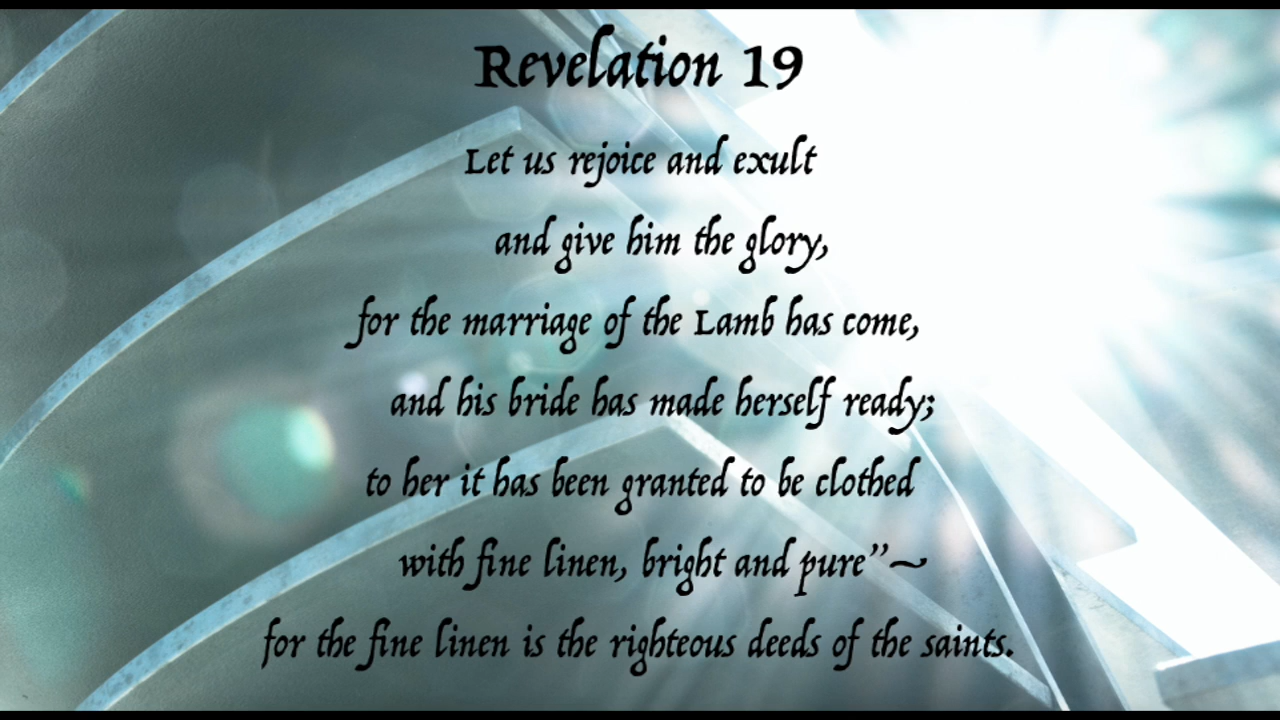 Revelation 19
Let us rejoice and exult
and give him the glory,
for the marriage of the Lamb has come,
and his bride has made herself ready;
to her it has been granted to be clothed
with fine linen, bright and pure”~
for the fine linen is the righteous deeds of the saints.